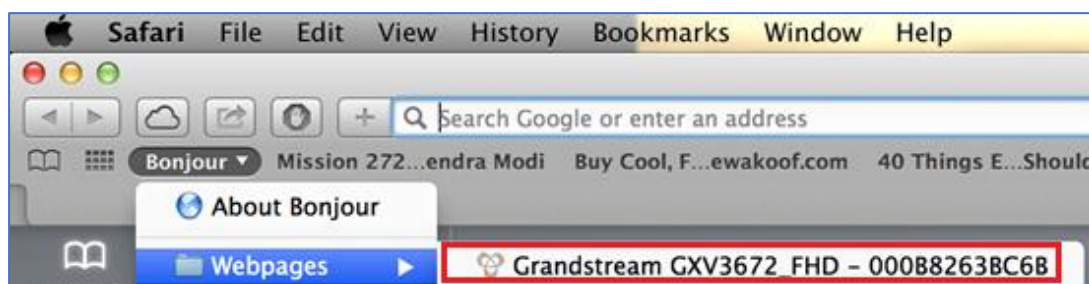 Safari File Edit View History Bookmarks Window Help
Search Google or enter an address
Bonjour Mission 272...endra Modi Buy Cool, F...ewakoof.com 40 Things E...Should
About Bonjour
Webpages Grandstream GXV3672_FHD - 000B8263BC6B